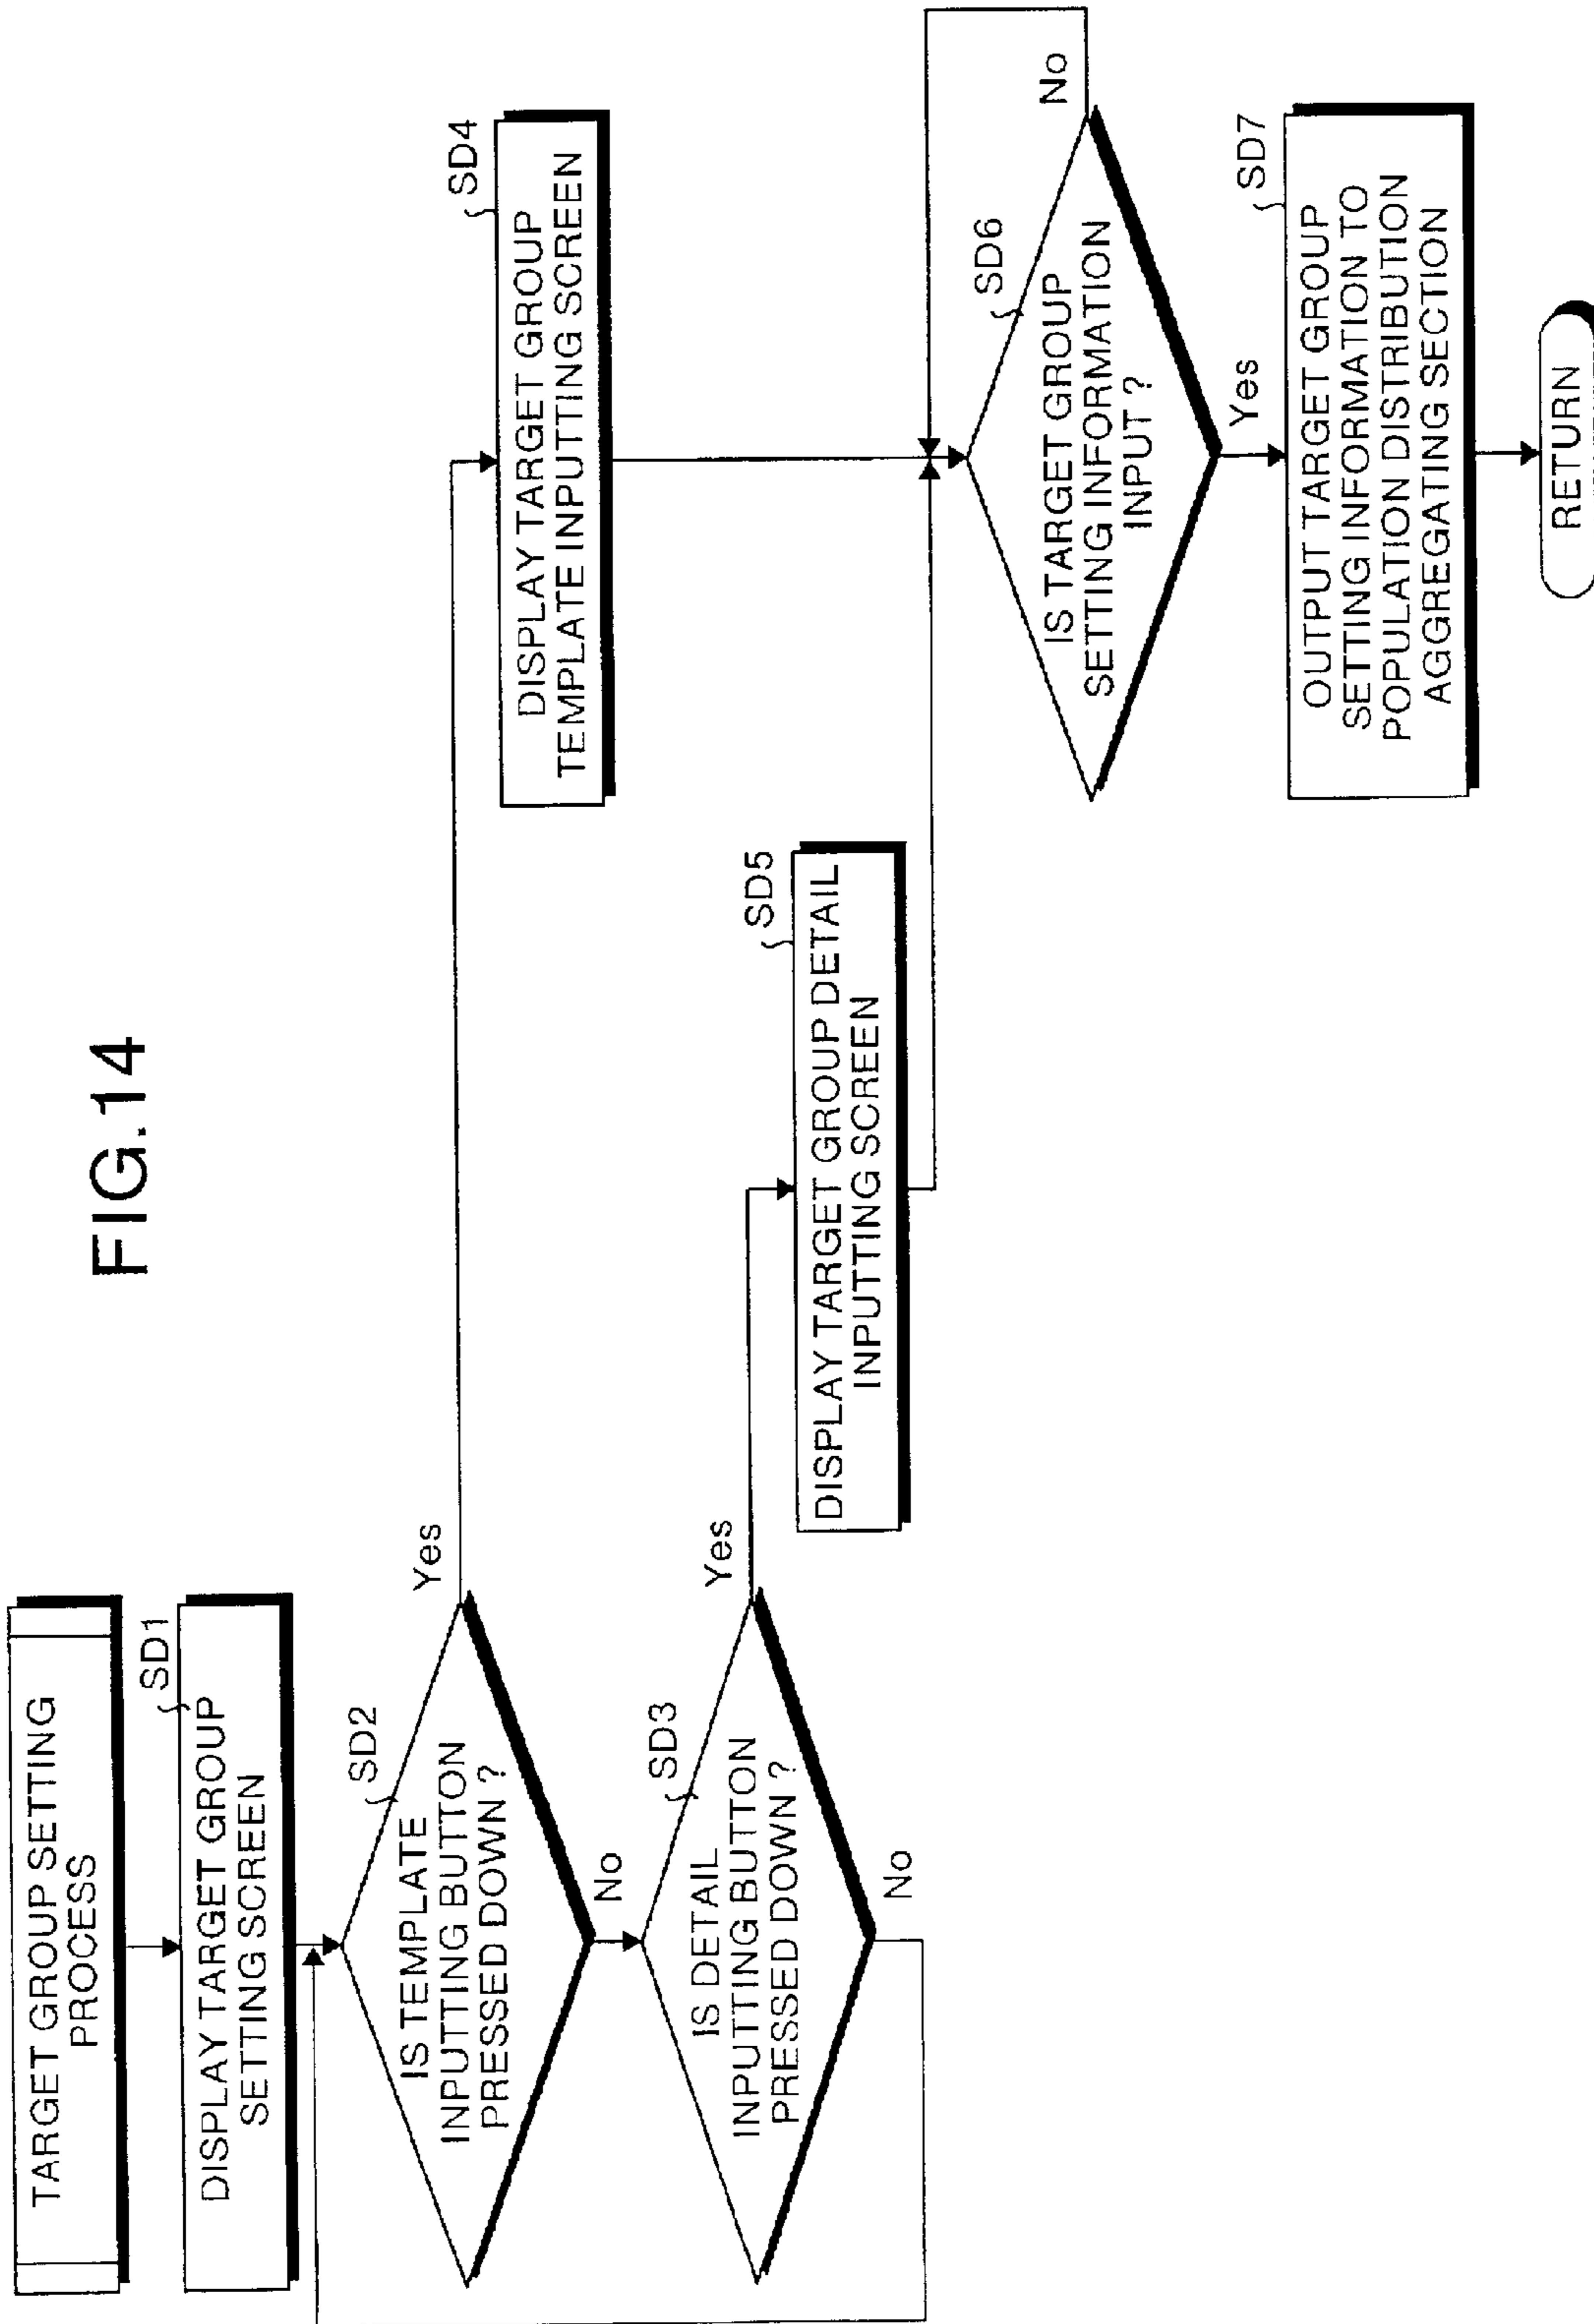 FIG.14
TARGET GROUP SETTING
PROCESS
SD1
DISPLAY TARGET GROUP
SETTING SCREEN
SD2
IS TEMPLATE
INPUTTING BUTTON
PRESSED DOWN ?
Yes
No
SD3
IS DETAIL
INPUTTING BUTTON
PRESSED DOWN ?
Yes
No
SD4
DISPLAY TARGET GROUP
TEMPLATE INPUTTING SCREEN
SD5
DISPLAY TARGET GROUP DETAIL
INPUTTING SCREEN
SD6
IS TARGET GROUP
SETTING INFORMATION
INPUT ?
No
Yes
SD7
OUTPUT TARGET GROUP
SETTING INFORMATION TO
POPULATION DISTRIBUTION
AGGREGATING SECTION
RETURN